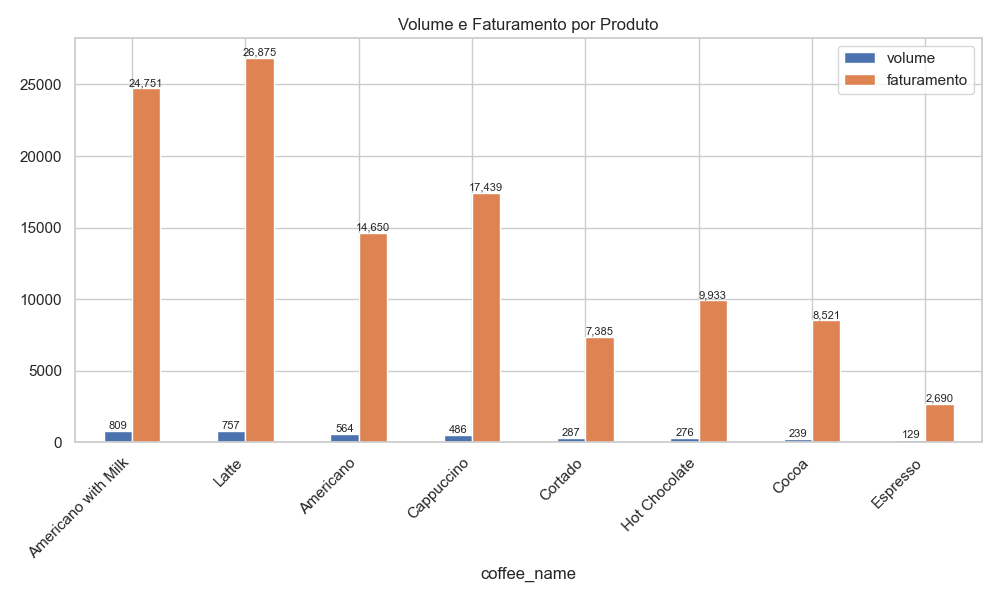 Volume e Faturamento por Produto
volume
faturamento
25000
20000
15000
10000
5000
0
24,751
26,875
14,650
17,439
7,385
9,933
8,521
2,690
809
757
564
486
287
276
239
129
Americano with Milk
Latte
Americano
Cappuccino
Cortado
Hot Chocolate
Cocoa
Espresso
coffee_name